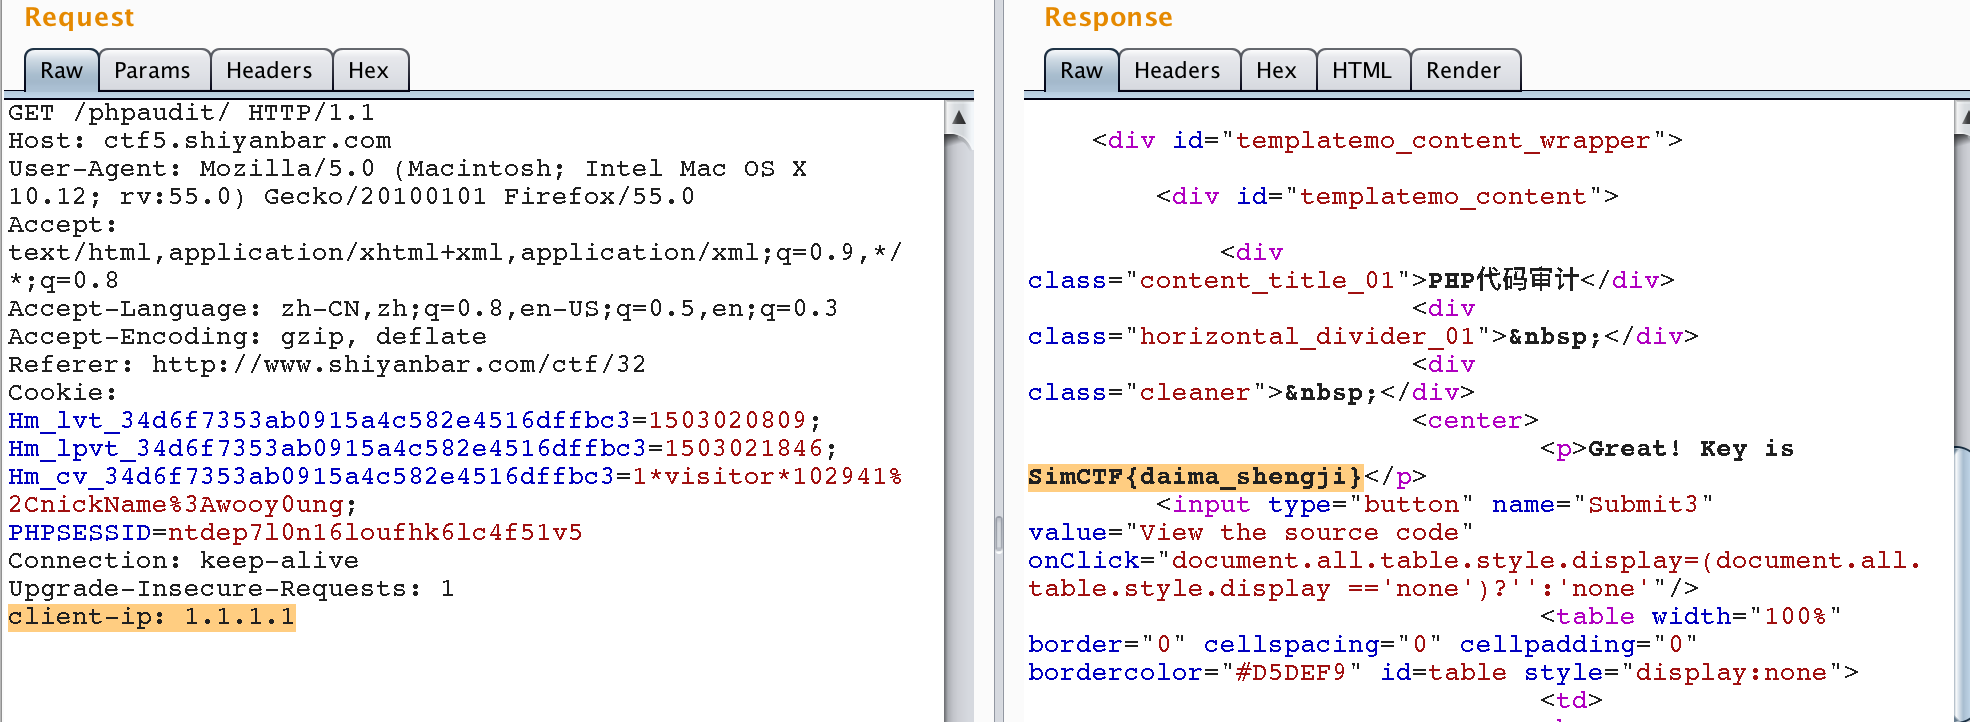 Request
Raw Params Headers Hex
GET /phpaudit/ HTTP/1.1
Host: ctf5.shiyanbar.com
User-Agent: Mozilla/5.0 (Macintosh; Intel Mac OS X
10.12; rv:55.0) Gecko/20100101 Firefox/55.0
Accept:
text/html,application/xhtml+xml,application/xml;q=0.9,*/
*;q=0.8
Accept-Language: zh-CN,zh;q=0.8,en-US;q=0.5,en;q=0.3
Accept-Encoding: gzip, deflate
Referer: http://www.shiyanbar.com/ctf/32
Cookie:
Hm_lvt_34d6f7353ab0915a4c582e4516dffbc3=1503020809;
Hm_lpvt_34d6f7353ab0915a4c582e4516dffbc3=1503021846;
Hm_cv_34d6f7353ab0915a4c582e4516dffbc3=1*visitor*102941%
2CnickName%3Awooy0ung;
PHPSESSID=ntdep7l0n16loufhk6lc4f51v5
Connection: keep-alive
Upgrade-Insecure-Requests: 1
client-ip: 1.1.1.1
Response
Raw Headers Hex HTML Render
<div id="templatemo_content_wrapper">
<div id="templatemo_content">
<div
class="content_title_01">PHP代码审计</div>
<div
class="horizontal_divider_01">&nbsp;</div>
<div
class="cleaner">&nbsp;</div>
<center>
<p>Great! Key is
SimCTF{daima_shengji}</p>
<input type="button" name="Submit3"
value="View the source code"
onClick="document.all.table.style.display=(document.all.
table.style.display =='none')?'':'none'"/>
<table width="100%"
border="0" cellspacing="0" cellpadding="0"
bordercolor="#D5DEF9" id=table style="display:none">
<td>